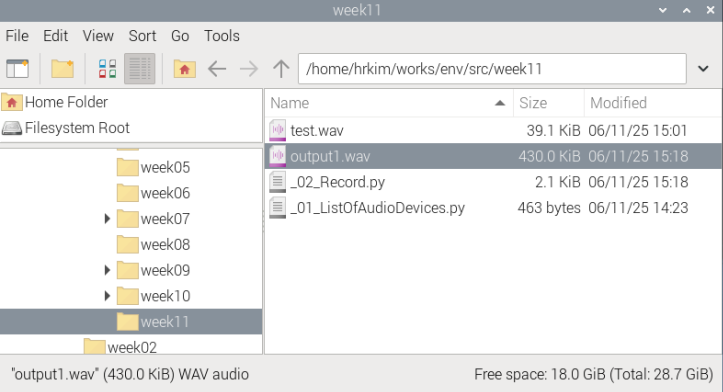 week11
File Edit View Sort Go Tools
/home/hrkim/works/env/src/week11
Home Folder
Filesystem Root
week05
week06
week07
week08
week09
week10
week11
week02
Name Size Modified
test.wav 39.1 KiB 06/11/25 15:01
output1.wav 430.0 KiB 06/11/25 15:18
_02_Record.py 2.1 KiB 06/11/25 15:18
_01_ListOfAudioDevices.py 463 bytes 06/11/25 14:23
"output1.wav" (430.0 KiB) WAV audio Free space: 18.0 GiB (Total: 28.7 GiB)